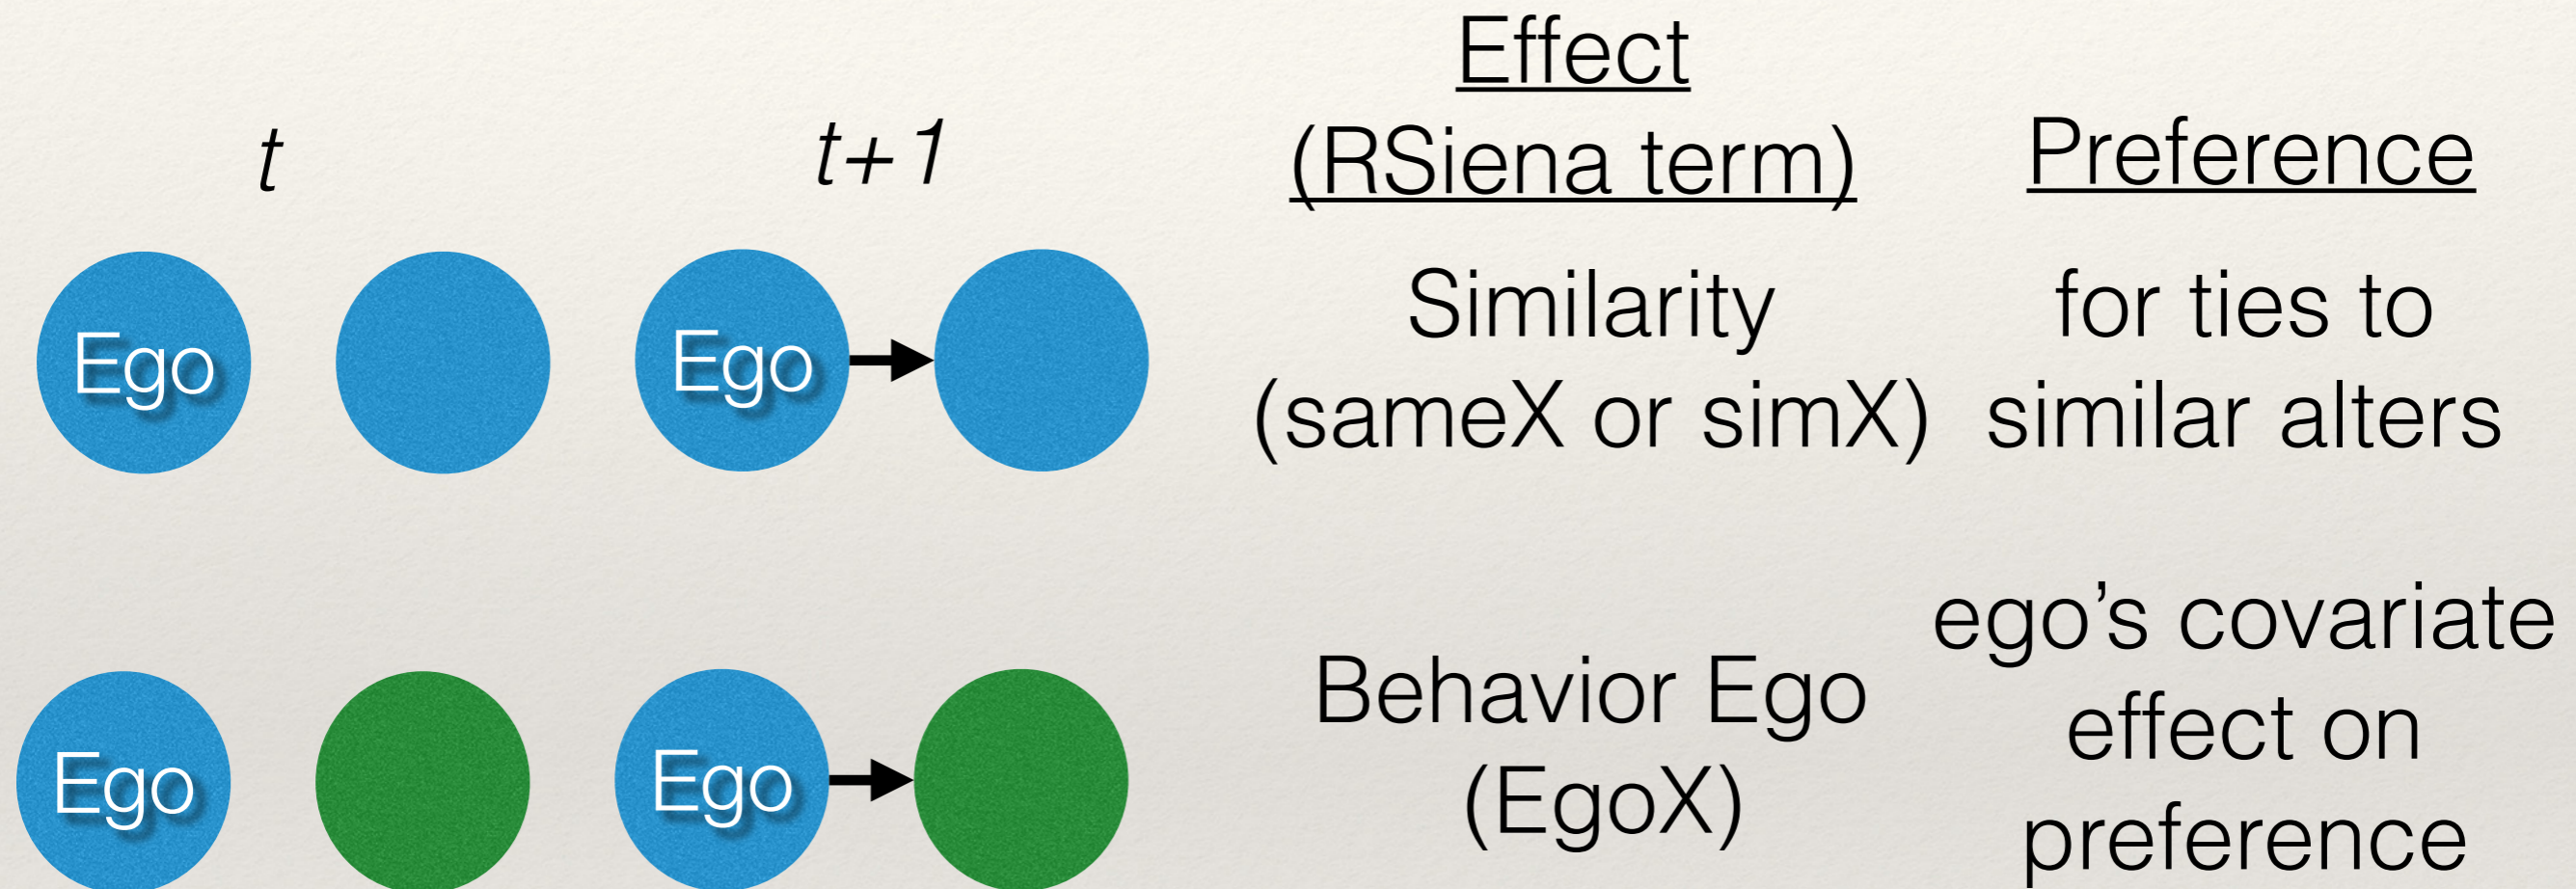 t
t+1
Effect
(RSiena term)
Preference
Ego
Ego
Similarity
(sameX or simX)
for ties to
similar alters
Ego
Ego
Behavior Ego
(EgoX)
ego’s covariate
effect on
preference